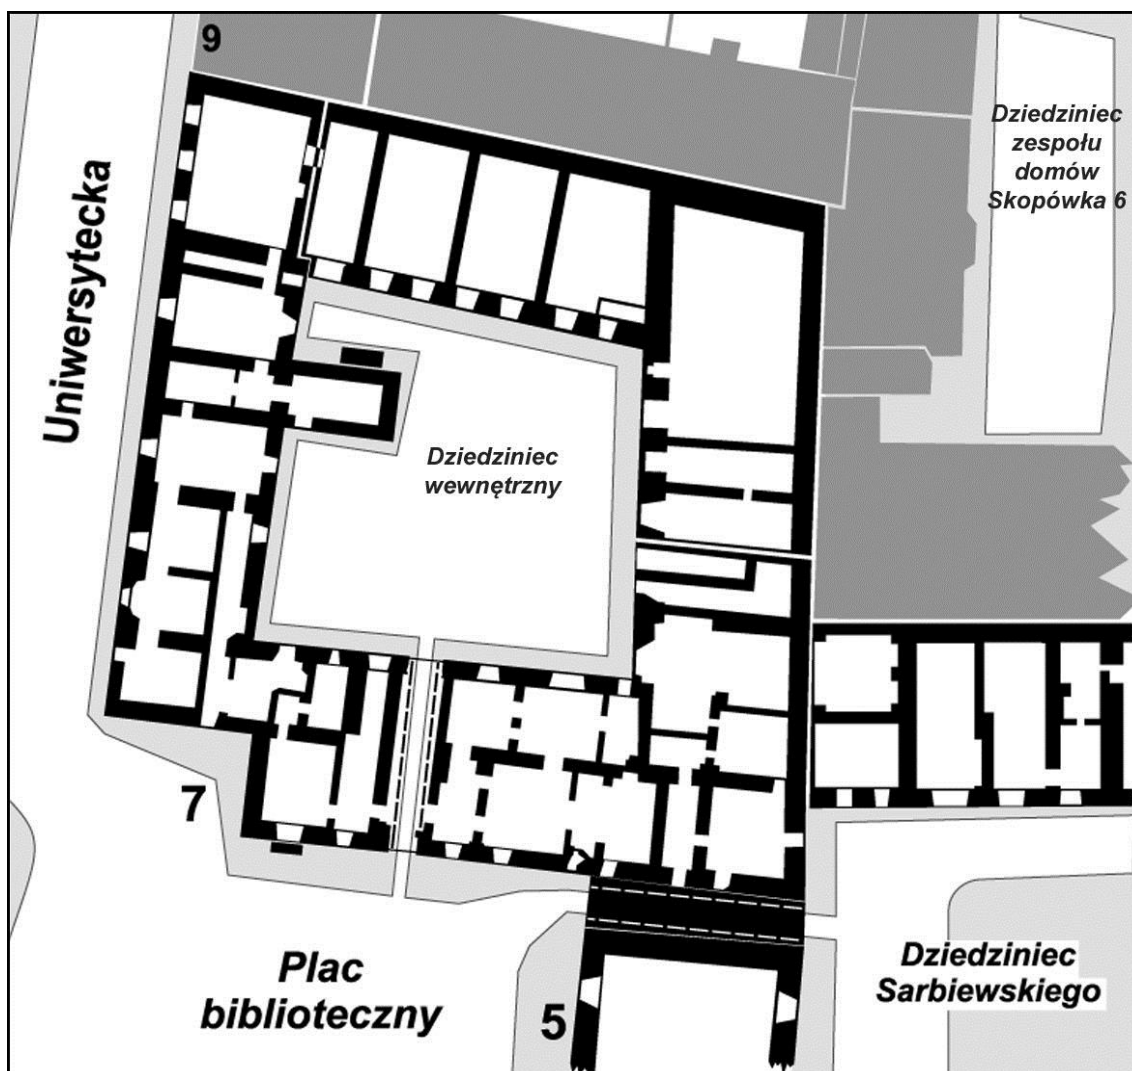 9
Dziedziniec
zespołu
domów
Skopówka 6
Uniwersytecka
Dziedziniec
wewnętrzny
7
Plac
biblioteczny
5
Dziedziniec
Sarbiewskiego